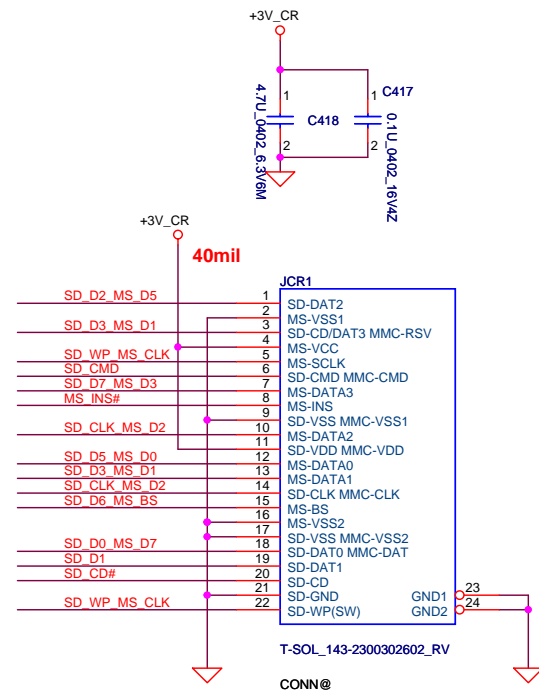 +3V_CR
1
1
C417
4.7U_0402_6.3V6M
C418
0.1U_0402_16V4Z
2
2
+3V_CR
40mil
JCR1
SD_D2_MS_D5 1 SD-DAT2
2 MS-VSS1
SD_D3_MS_D1 3 SD-CD/DAT3 MMC-RSV
4 MS-VCC
SD_WP_MS_CLK 5 MS-SCLK
SD_CMD 6 SD-CMD MMC-CMD
SD_D7_MS_D3 7 MS-DATA3
MS_INS# 8 MS-INS
9 SD-VSS MMC-VSS1
SD_CLK_MS_D2 10 MS-DATA2
11 SD-VDD MMC-VDD
SD_D5_MS_D0 12 MS-DATA0
SD_D3_MS_D1 13 MS-DATA1
SD_CLK_MS_D2 14 SD-CLK MMC-CLK
SD_D6_MS_BS 15 MS-BS
16 MS-VSS2
17 SD-VSS MMC-VSS2
SD_D0_MS_D7 18 SD-DAT0 MMC-DAT
SD_D1 19 SD-DAT1
SD_CD# 20 SD-CD
21 SD-GND GND1 23
SD_WP_MS_CLK 22 SD-WP(SW) GND2 24
T-SOL_143-2300302602_RV
CONN@